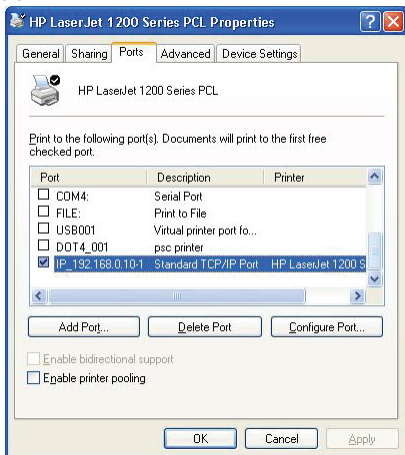 HP LaserJet 1200 Series PCL Properties
General Sharing Ports Advanced Device Settings
HP LaserJet 1200 Series PCL
Print to the following port(s). Documents will print to the first free
checked port.
Port Description Printer
COM4: Serial Port
FILE: Print to File
USB001 Virtual printer port fo...
DOT4_001 psc printer
IP_192.168.0.10-1 Standard TCP/IP Port HP LaserJet 1200 S
Add Port... Delete Port Configure Port...
Enable bidirectional support
Enable printer pooling
OK Cancel Apply